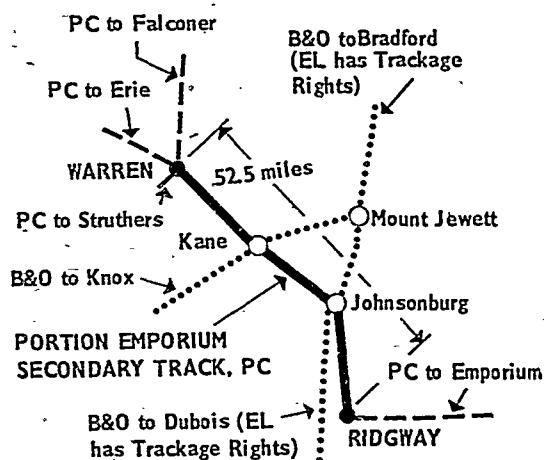 PC to Falconer
B&O to Bradford
(EL has Trackage
Rights)
PC to Erie
WARREN
52.5 miles
PC to Struthers
Mount Jewett
Kane
B&O to Knox
Johnsonburg
PORTION EMPORIUM
SECONDARY TRACK, PC
PC to Emporium
B&O to Dubois (EL
has Trackage Rights)
RIDGWAY